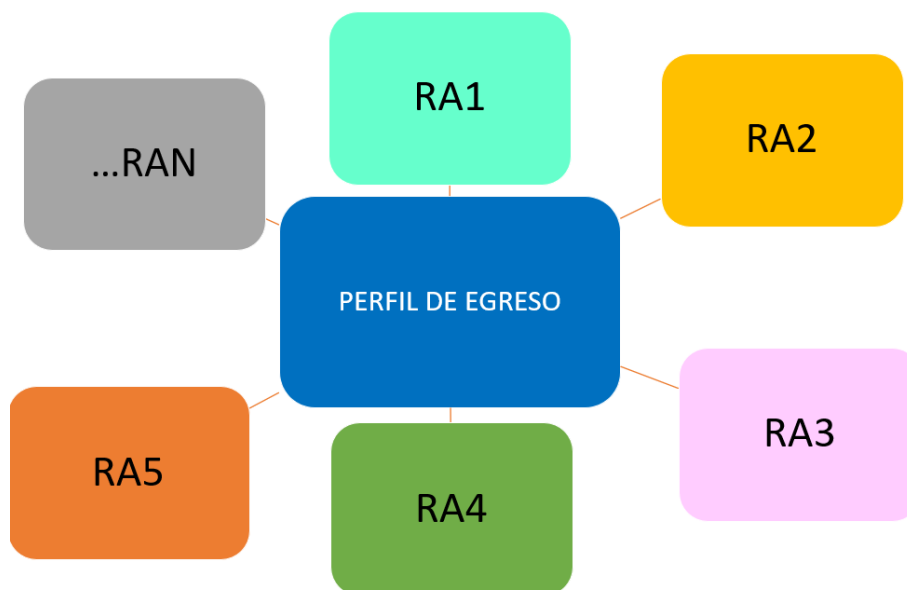 RA1
RA2
...RAN
PERFIL DE EGRESO
RA3
RA5
RA4